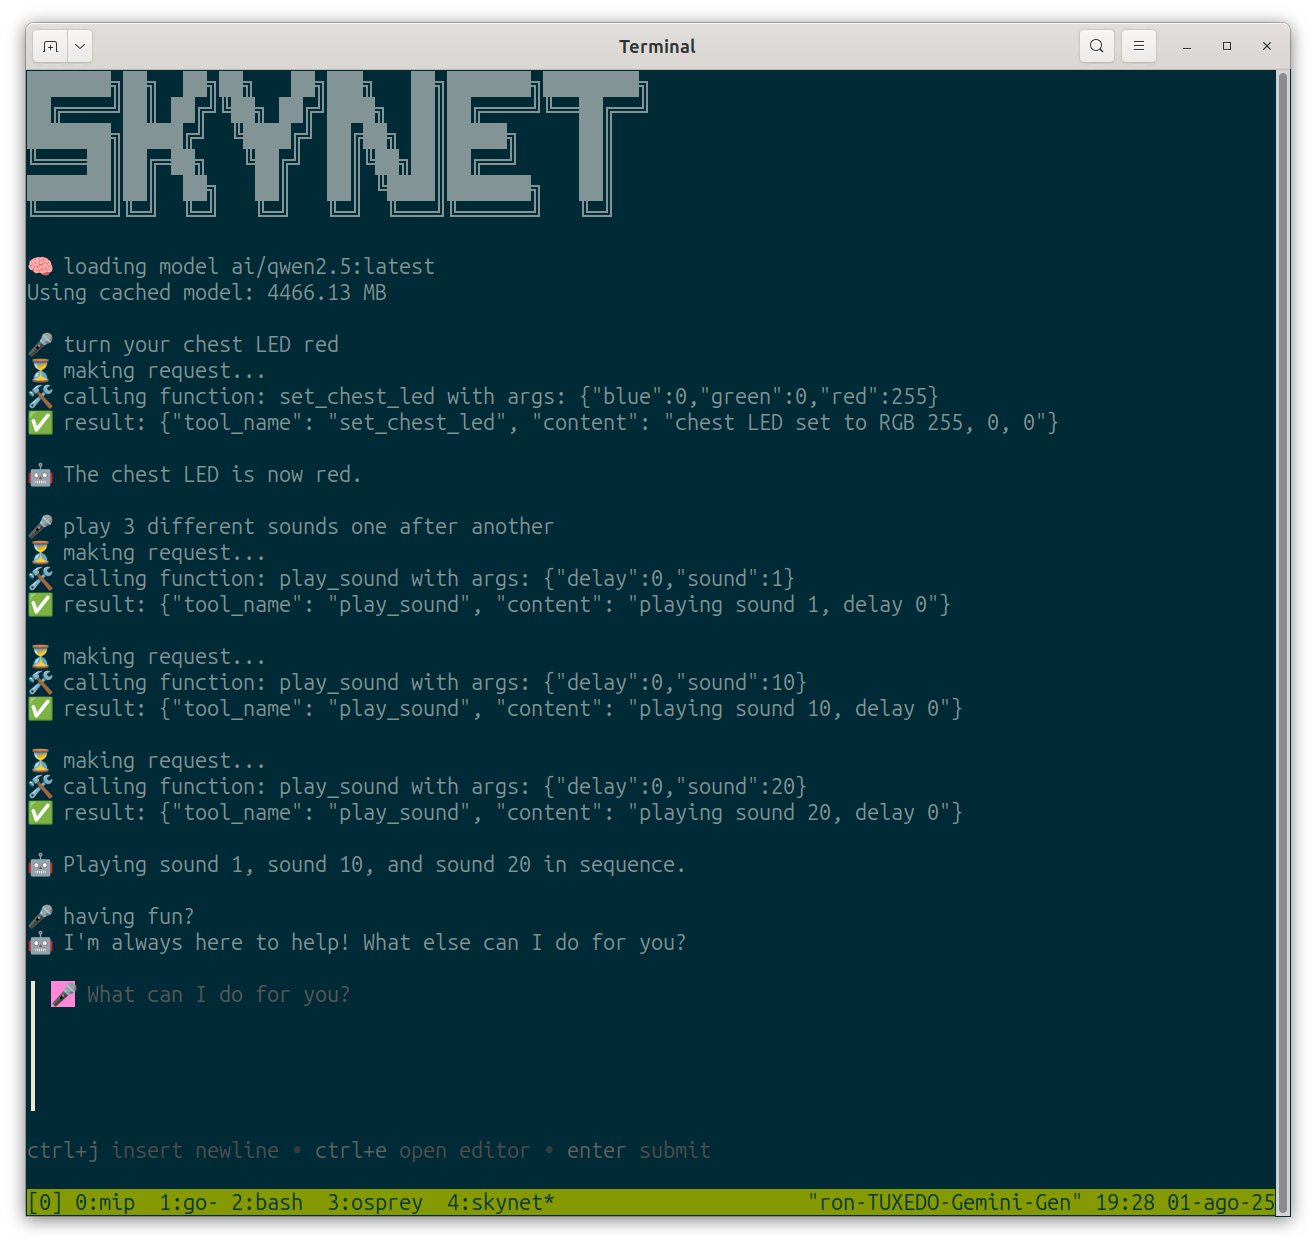 Terminal
SKYNET
🧠 loading model ai/qwen2.5:latest
Using cached model: 4466.13 MB
🎤 turn your chest LED red
⏳ making request...
🛠 calling function: set_chest_led with args: {"blue":0,"green":0,"red":255}
✅ result: {"tool_name": "set_chest_led", "content": "chest LED set to RGB 255, 0, 0"}
🤖 The chest LED is now red.
🎤 play 3 different sounds one after another
⏳ making request...
🛠 calling function: play_sound with args: {"delay":0,"sound":1}
✅ result: {"tool_name": "play_sound", "content": "playing sound 1, delay 0"}
⏳ making request...
🛠 calling function: play_sound with args: {"delay":0,"sound":10}
✅ result: {"tool_name": "play_sound", "content": "playing sound 10, delay 0"}
⏳ making request...
🛠 calling function: play_sound with args: {"delay":0,"sound":20}
✅ result: {"tool_name": "play_sound", "content": "playing sound 20, delay 0"}
🤖 Playing sound 1, sound 10, and sound 20 in sequence.
🎤 having fun?
🤖 I'm always here to help! What else can I do for you?
🎤 What can I do for you?
ctrl+j insert newline • ctrl+e open editor • enter submit
[0] 0:mip  1:go- 2:bash  3:osprey  4:skynet* "ron-TUXEDO-Gemini-Gen" 19:28 01-ago-25